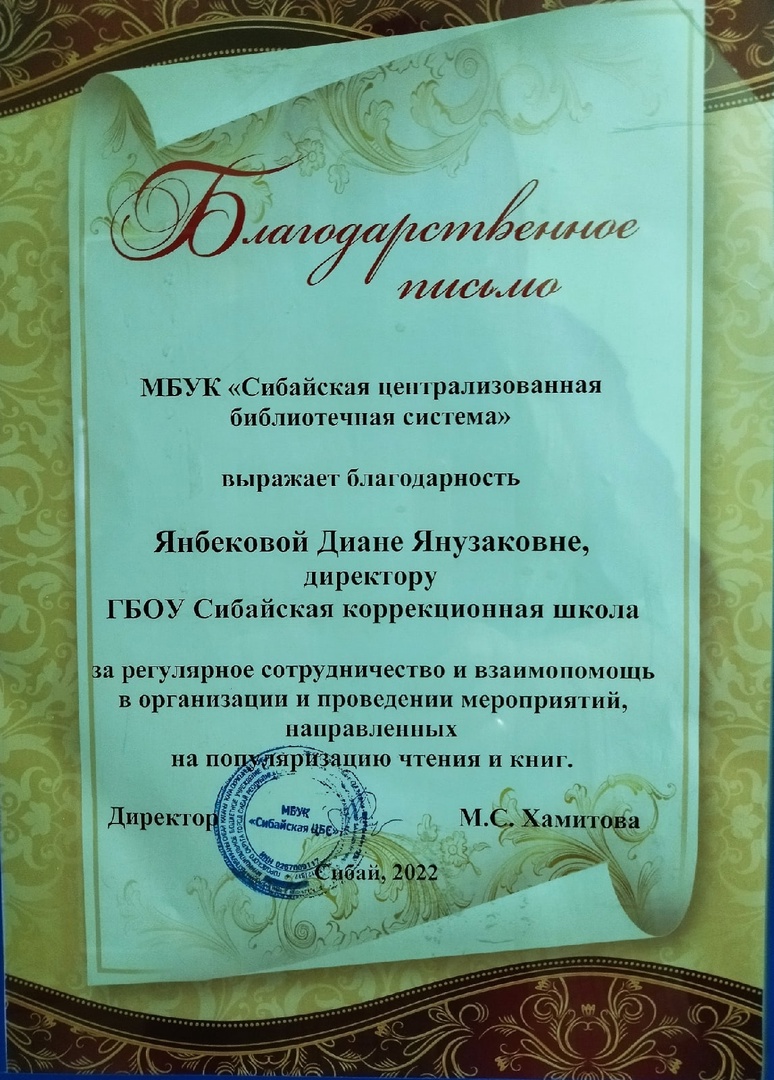 Благодарственное
письмо
МБУК «Сибайская централизованная
библиотечная система»
выражает благодарность
Янбековой Диане Янузаковне,
директору
ГБОУ Сибайская коррекционная школа
за регулярное сотрудничество и взаимопомощь
в организации и проведении мероприятий,
направленных
на популяризацию чтения и книг.
Директор
М.С. Хамитова
МБУК
«Сибайская ЦБС»
Сибай, 2022